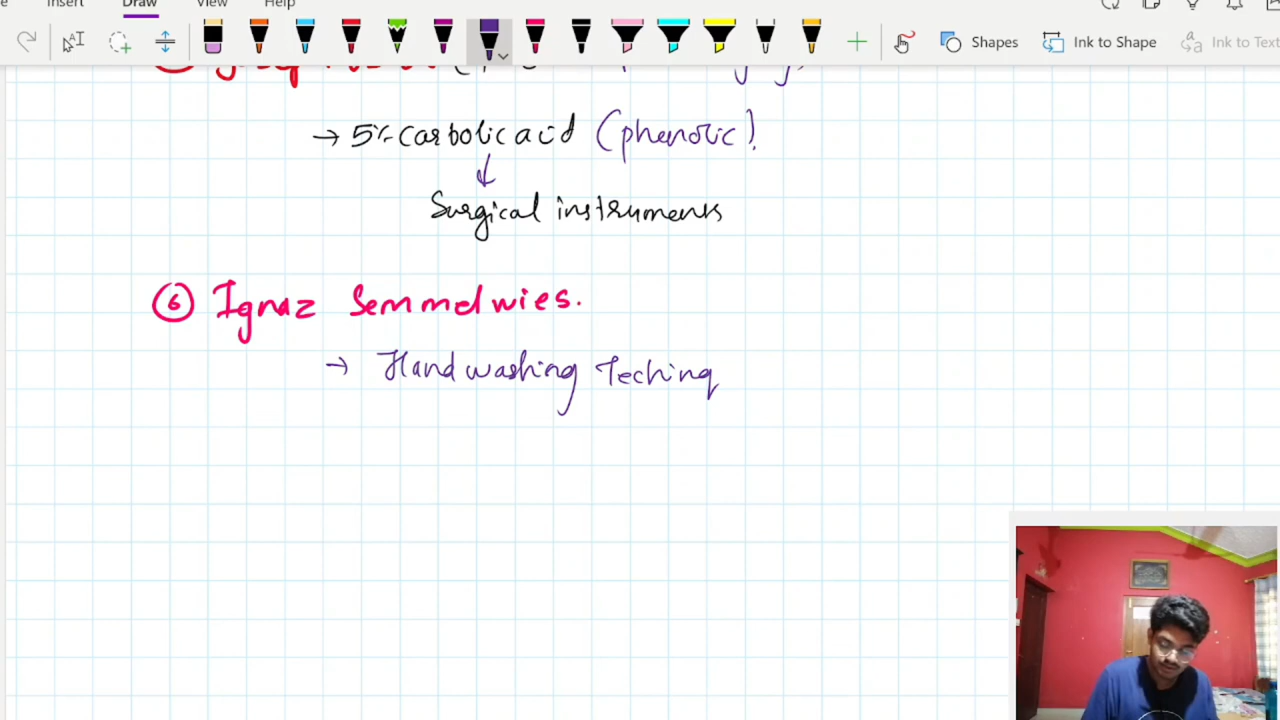 Insert Draw View Help
Shapes Ink to Shape Ink to Text
→ 5% carbolic acid (phenolic)
↓
Surgical instruments
⑥ Ignaz Semmelwies.
→ Handwashing Techinq